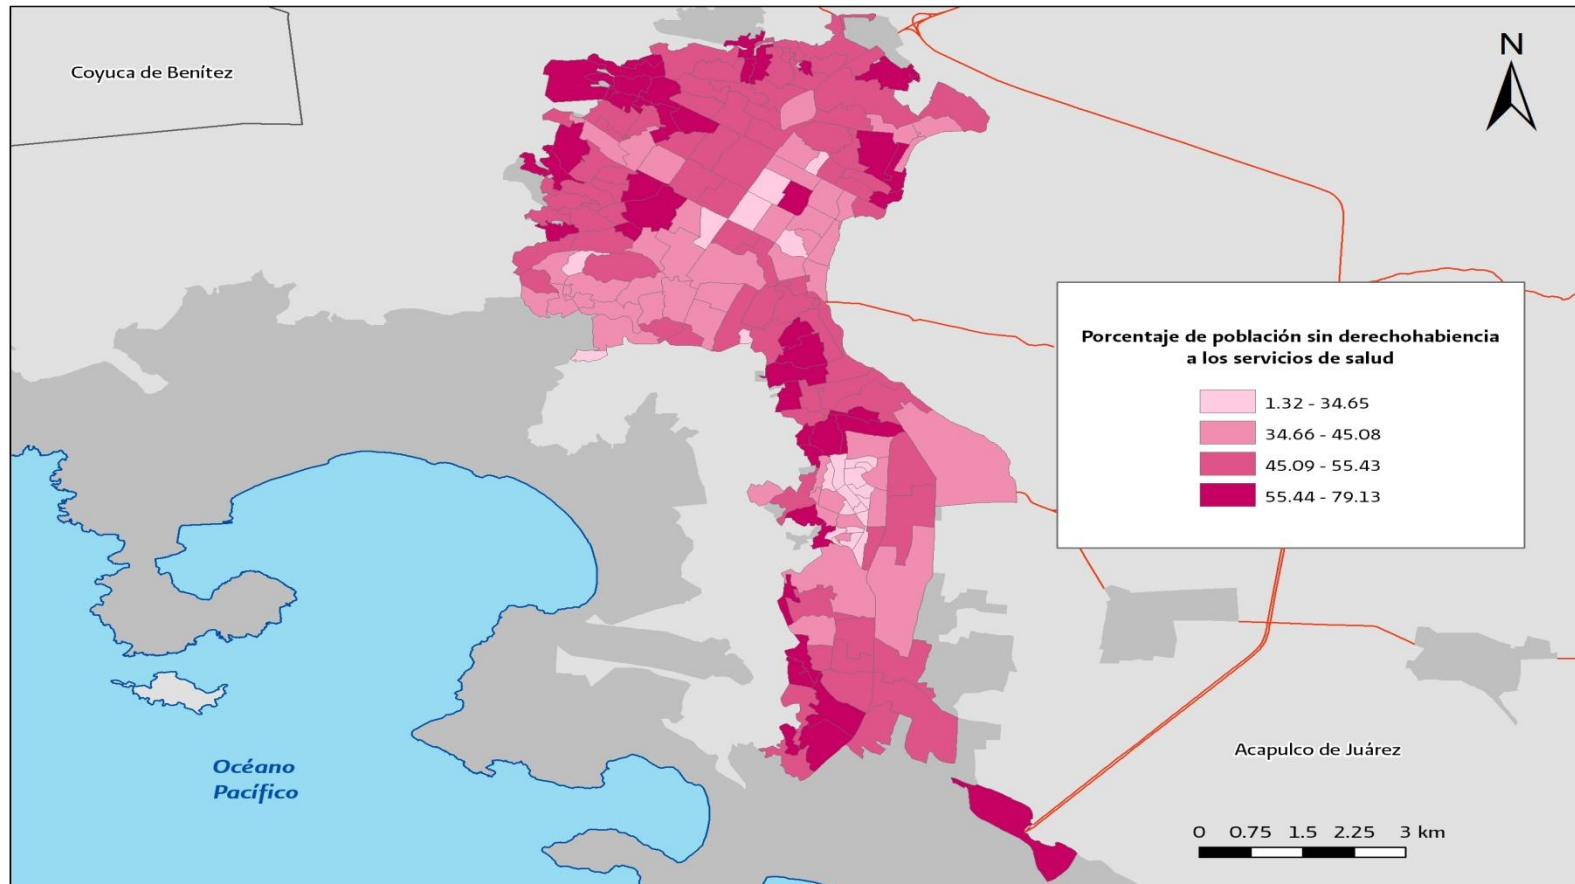 Coyuca de Benítez
N
Porcentaje de población sin derechohabiencia
a los servicios de salud
1.32 - 34.65
34.66 - 45.08
45.09 - 55.43
55.44 - 79.13
Océano
Pacífico
Acapulco de Juárez
0 0.75 1.5 2.25 3 km